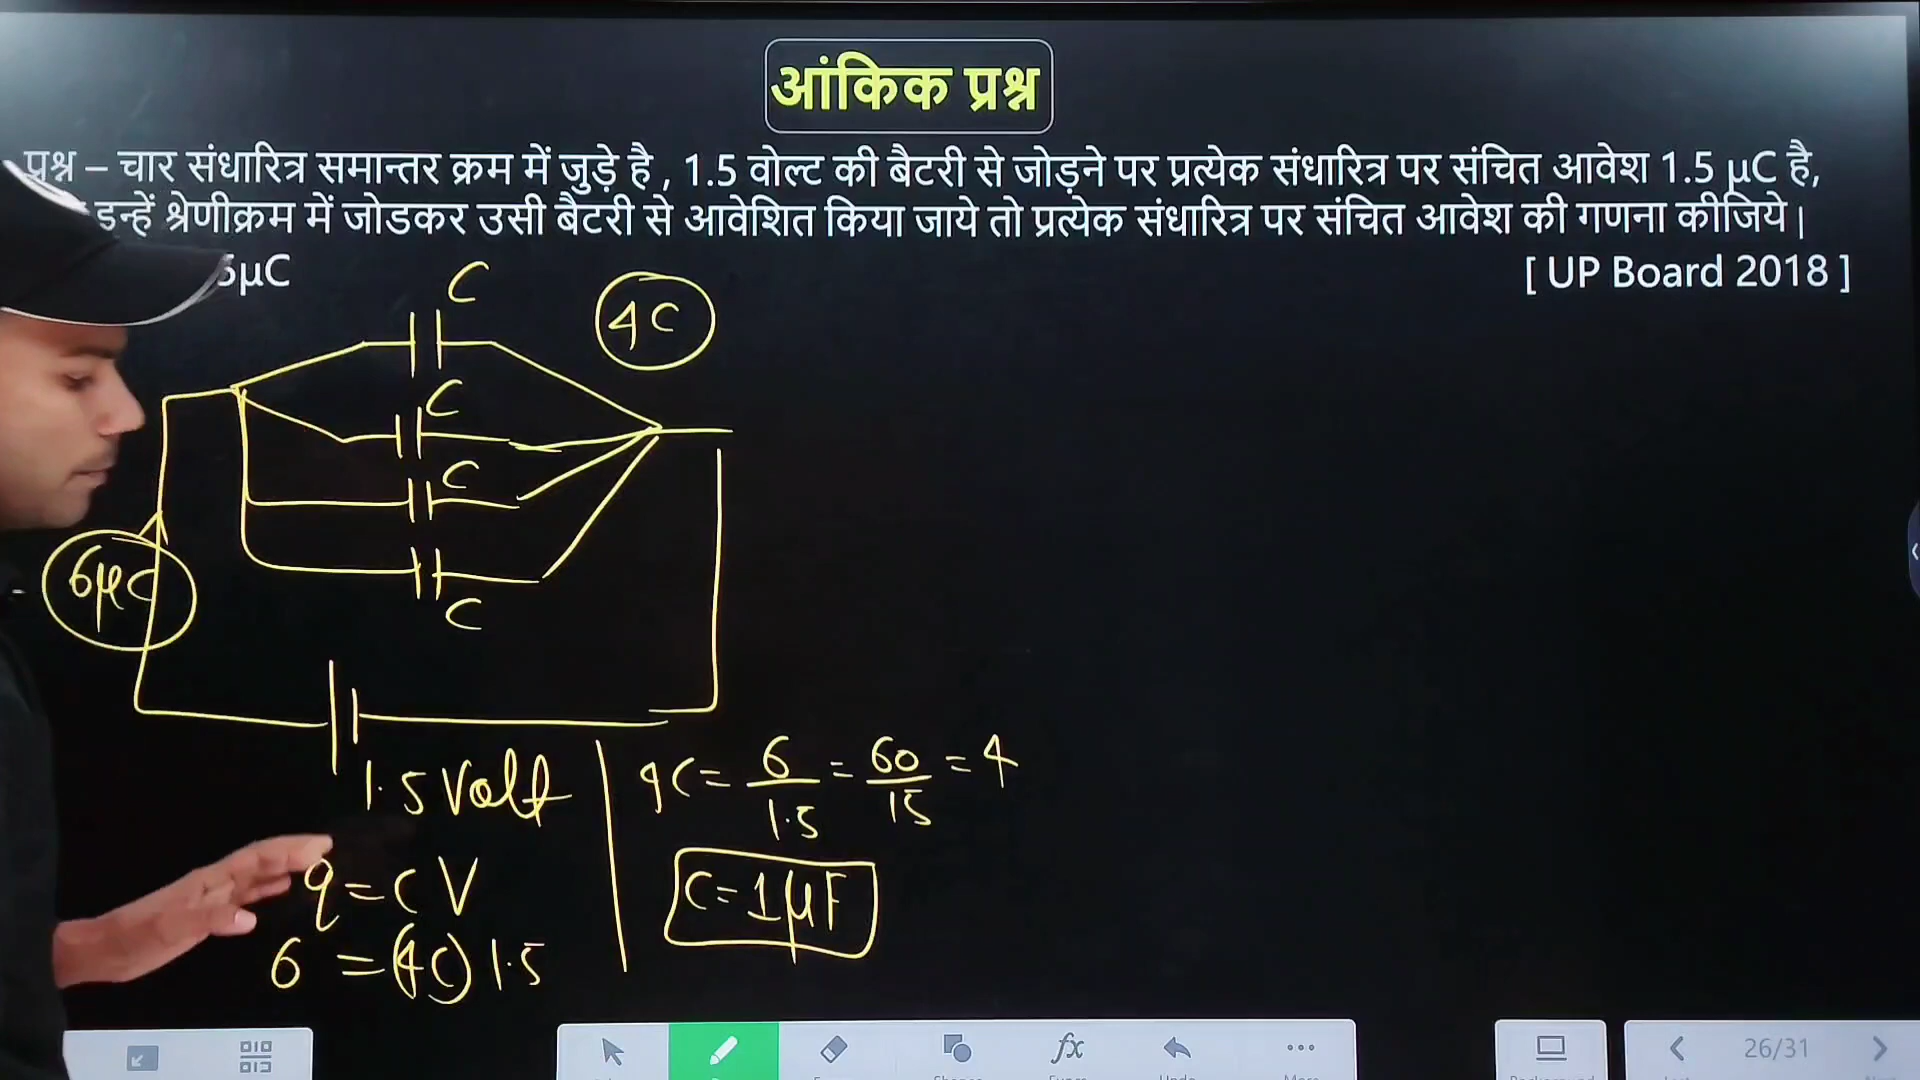 आंकिक प्रश्न
प्रश्न – चार संधारित्र समान्तर क्रम में जुड़े है , 1.5 वोल्ट की बैटरी से जोड़ने पर प्रत्येक संधारित्र पर संचित आवेश 1.5 µC है,
इन्हें श्रेणीक्रम में जोडकर उसी बैटरी से आवेशित किया जाये तो प्रत्येक संधारित्र पर संचित आवेश की गणना कीजिये |
µC
[ UP Board 2018 ]
C
4C
C
C
C
6µC
1.5 Volt
4C = 6/1.5 = 60/15 = 4
C = 1µF
q = CV
6 = (4C) 1.5
fx
26/31